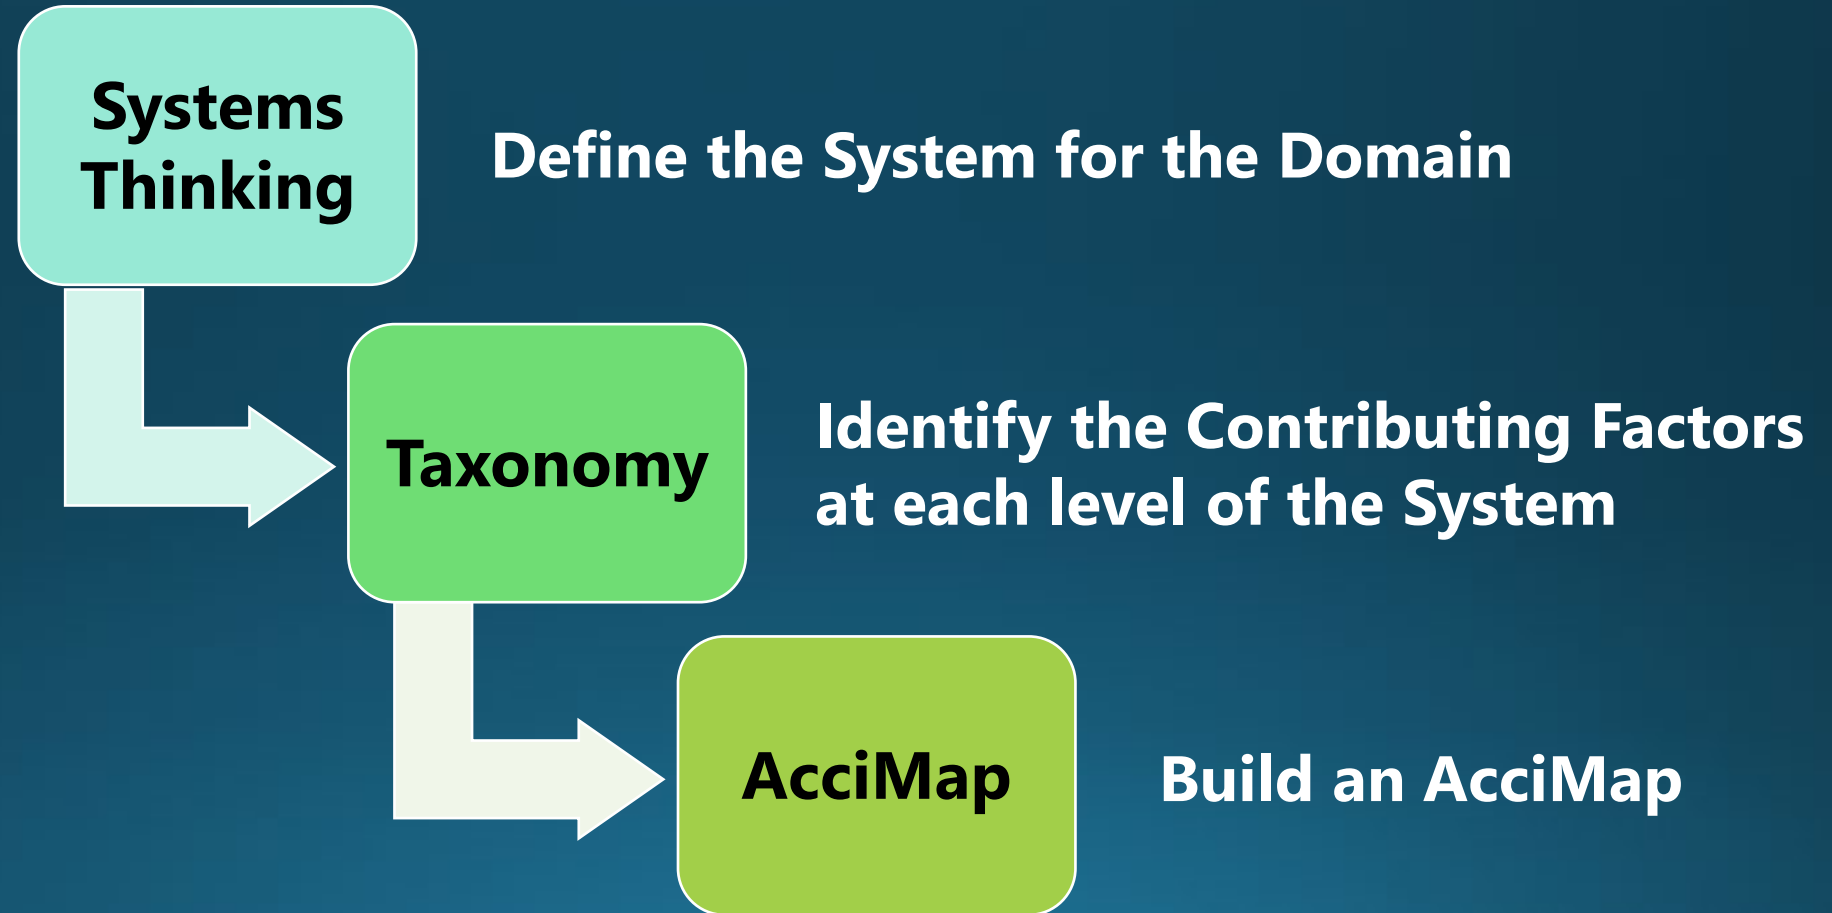 Systems
Thinking
Define the System for the Domain
Taxonomy
Identify the Contributing Factors
at each level of the System
AcciMap
Build an AcciMap